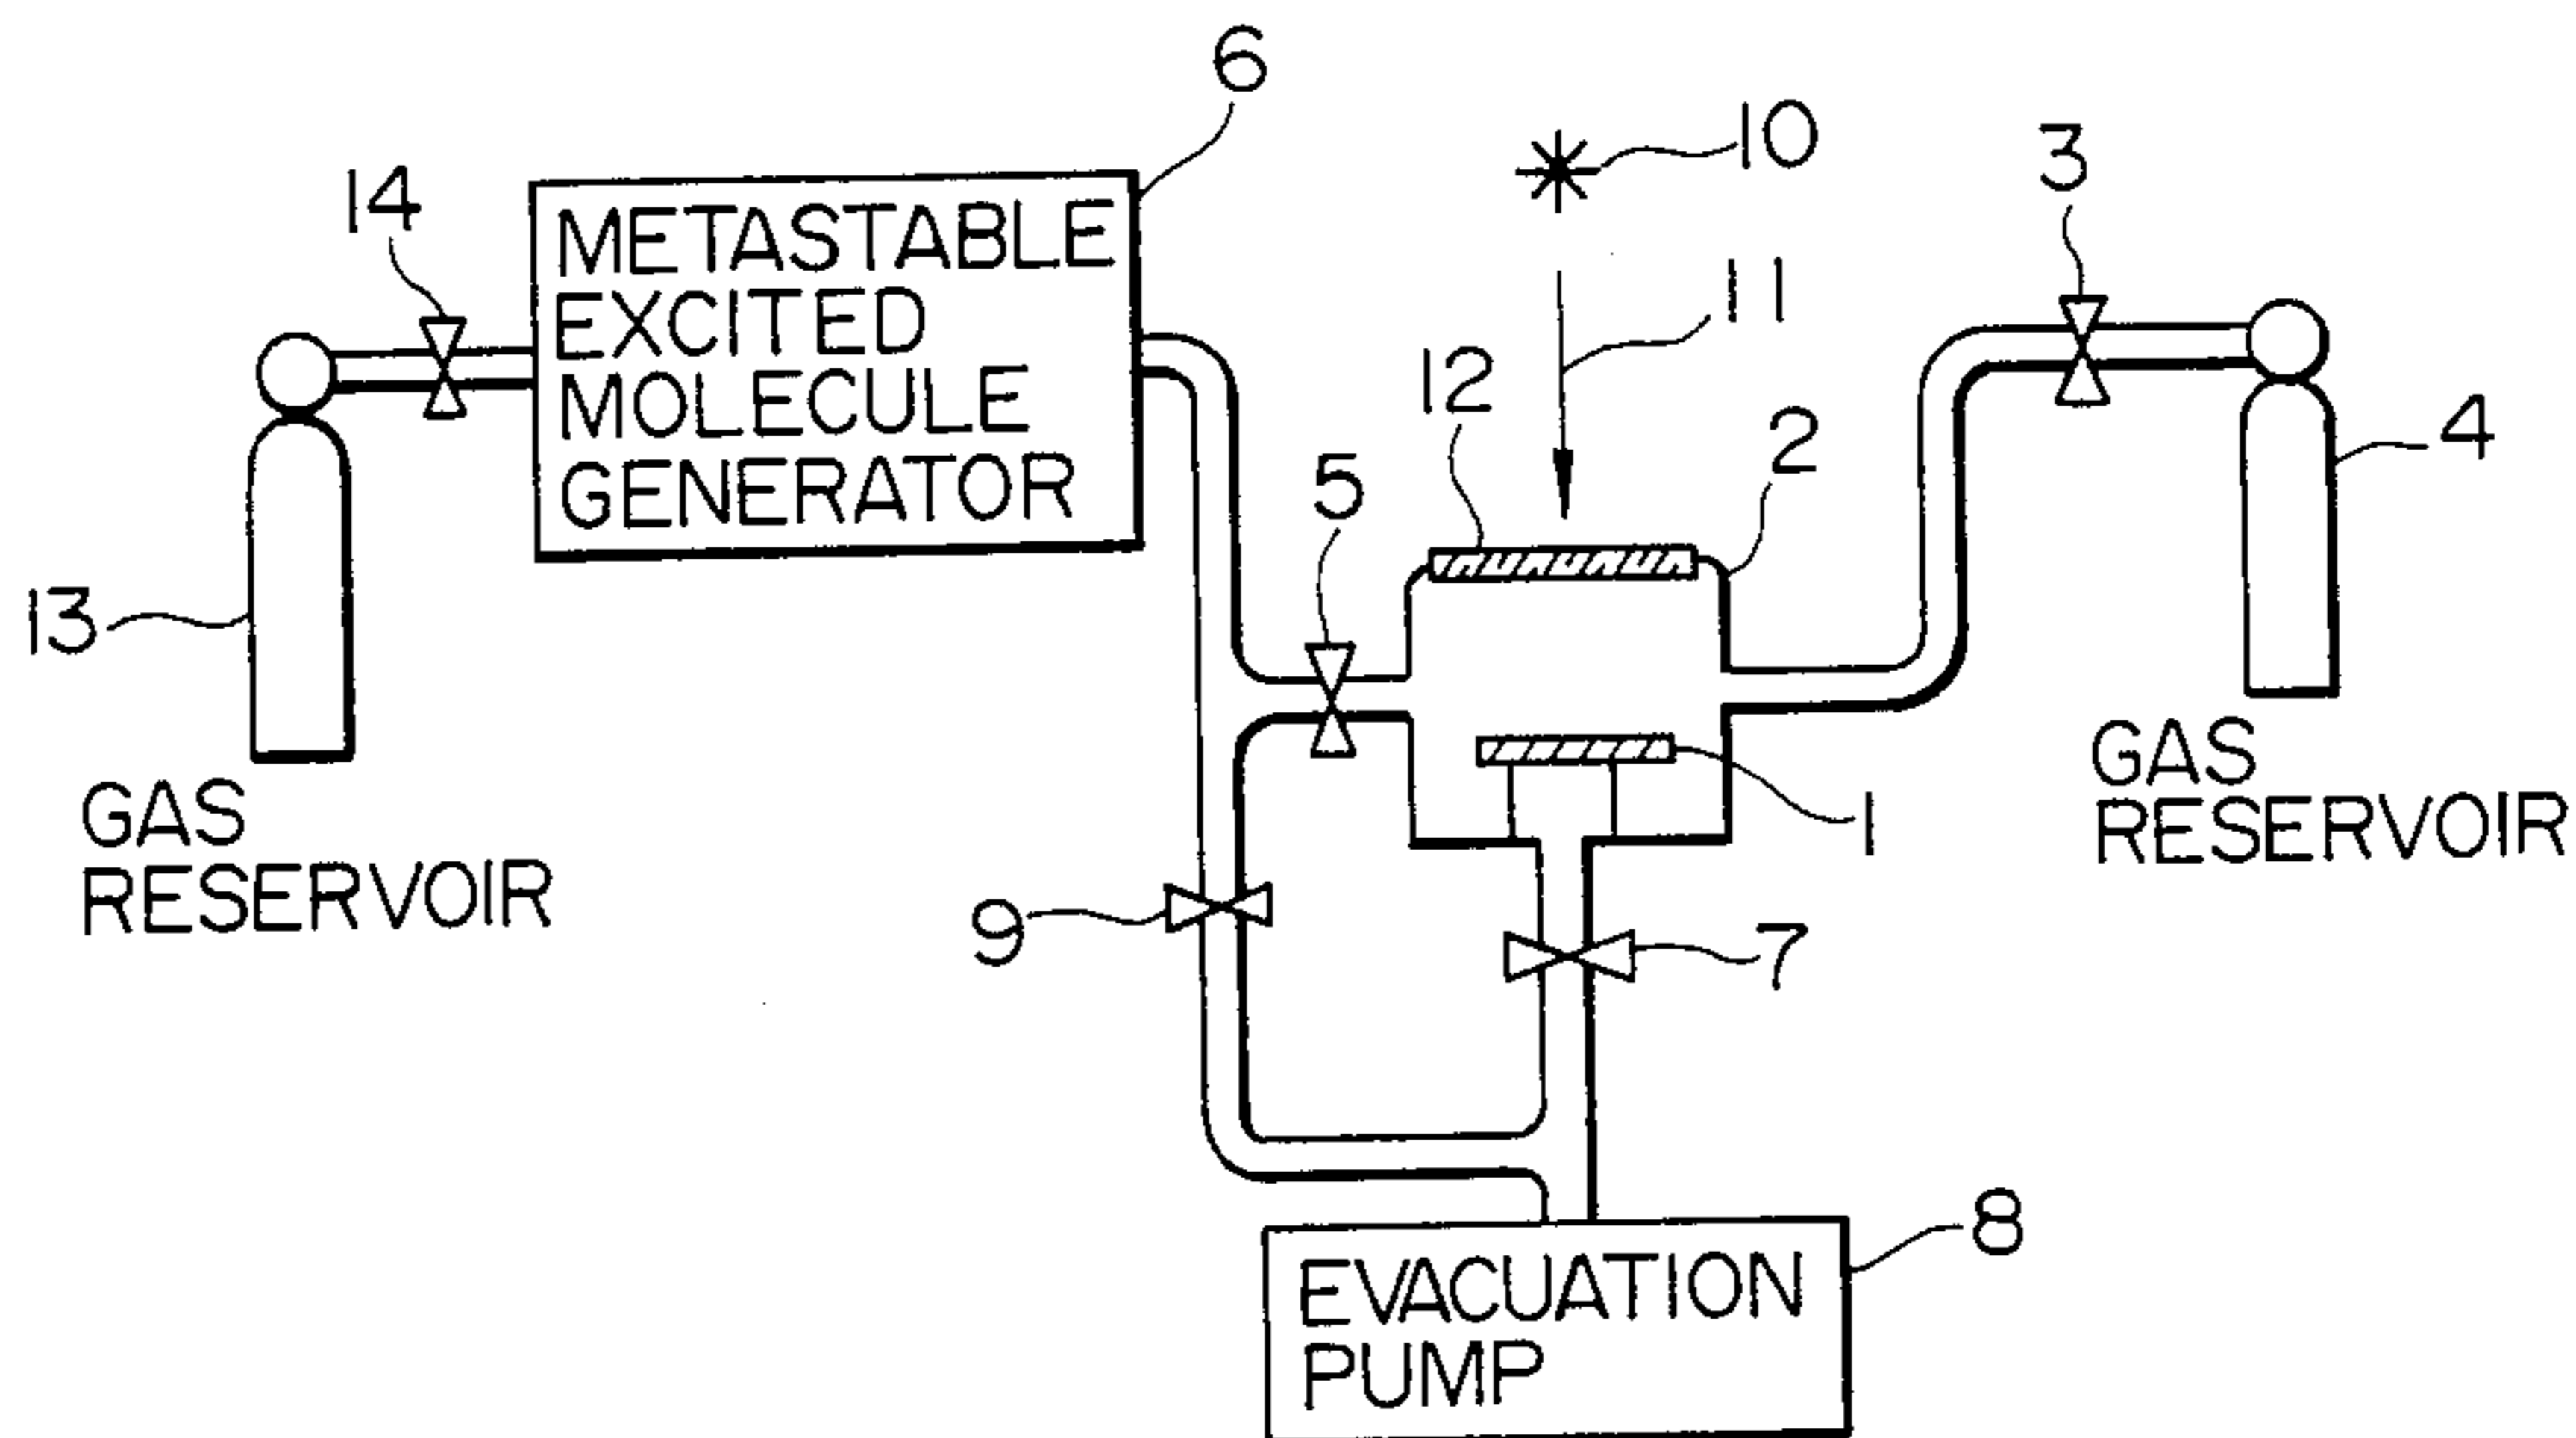 6
10
3
14
METASTABLE
EXCITED
MOLECULE
GENERATOR
11
12
2
4
5
13
1
GAS
RESERVOIR
GAS
RESERVOIR
9
7
8
EVACUATION
PUMP